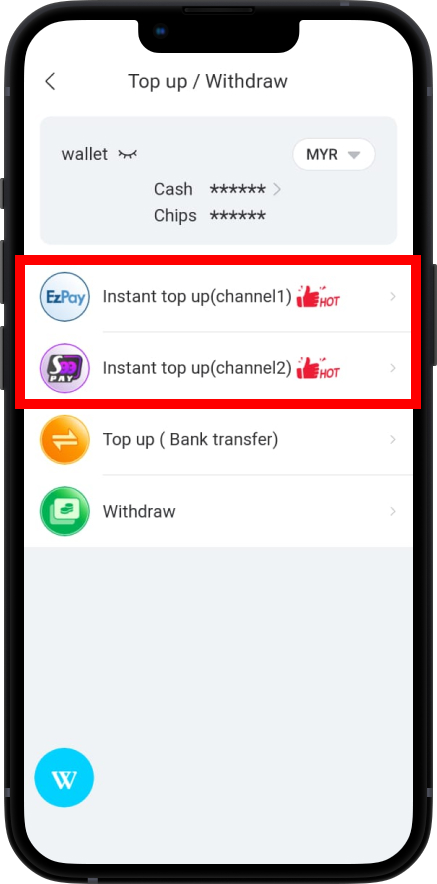 Top up / Withdraw
wallet
MYR
Cash ******
Chips ******
EzPay
Instant top up(channel1) HOT
S
PAY
Instant top up(channel2) HOT
Top up ( Bank transfer)
Withdraw
W